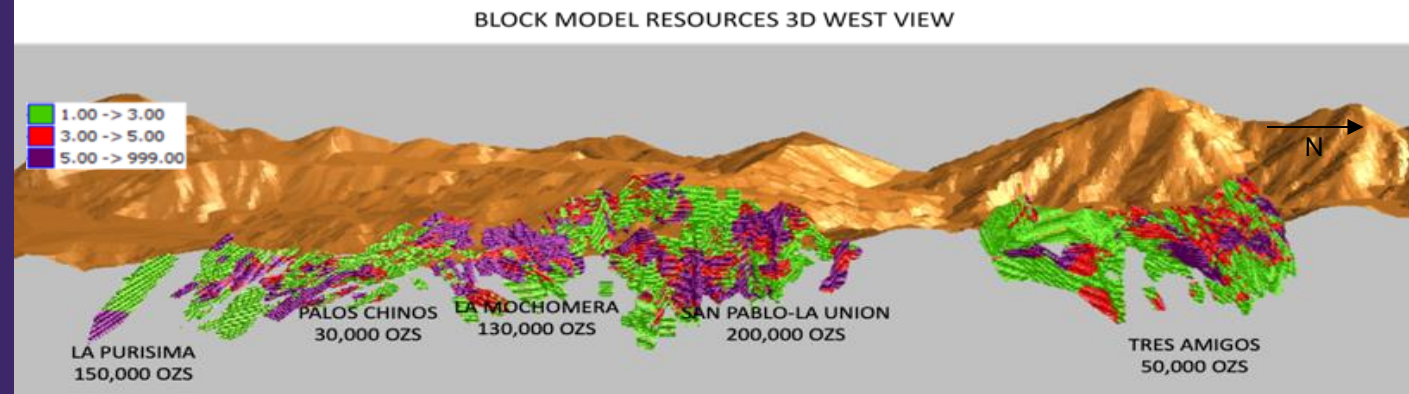 BLOCK MODEL RESOURCES 3D WEST VIEW
1.00 -> 3.00
3.00 -> 5.00
5.00 -> 999.00
N
LA PURISIMA
150,000 OZS
PALOS CHINOS
30,000 OZS
LA MOCHOMERA
130,000 OZS
SAN PABLO-LA UNION
200,000 OZS
TRES AMIGOS
50,000 OZS